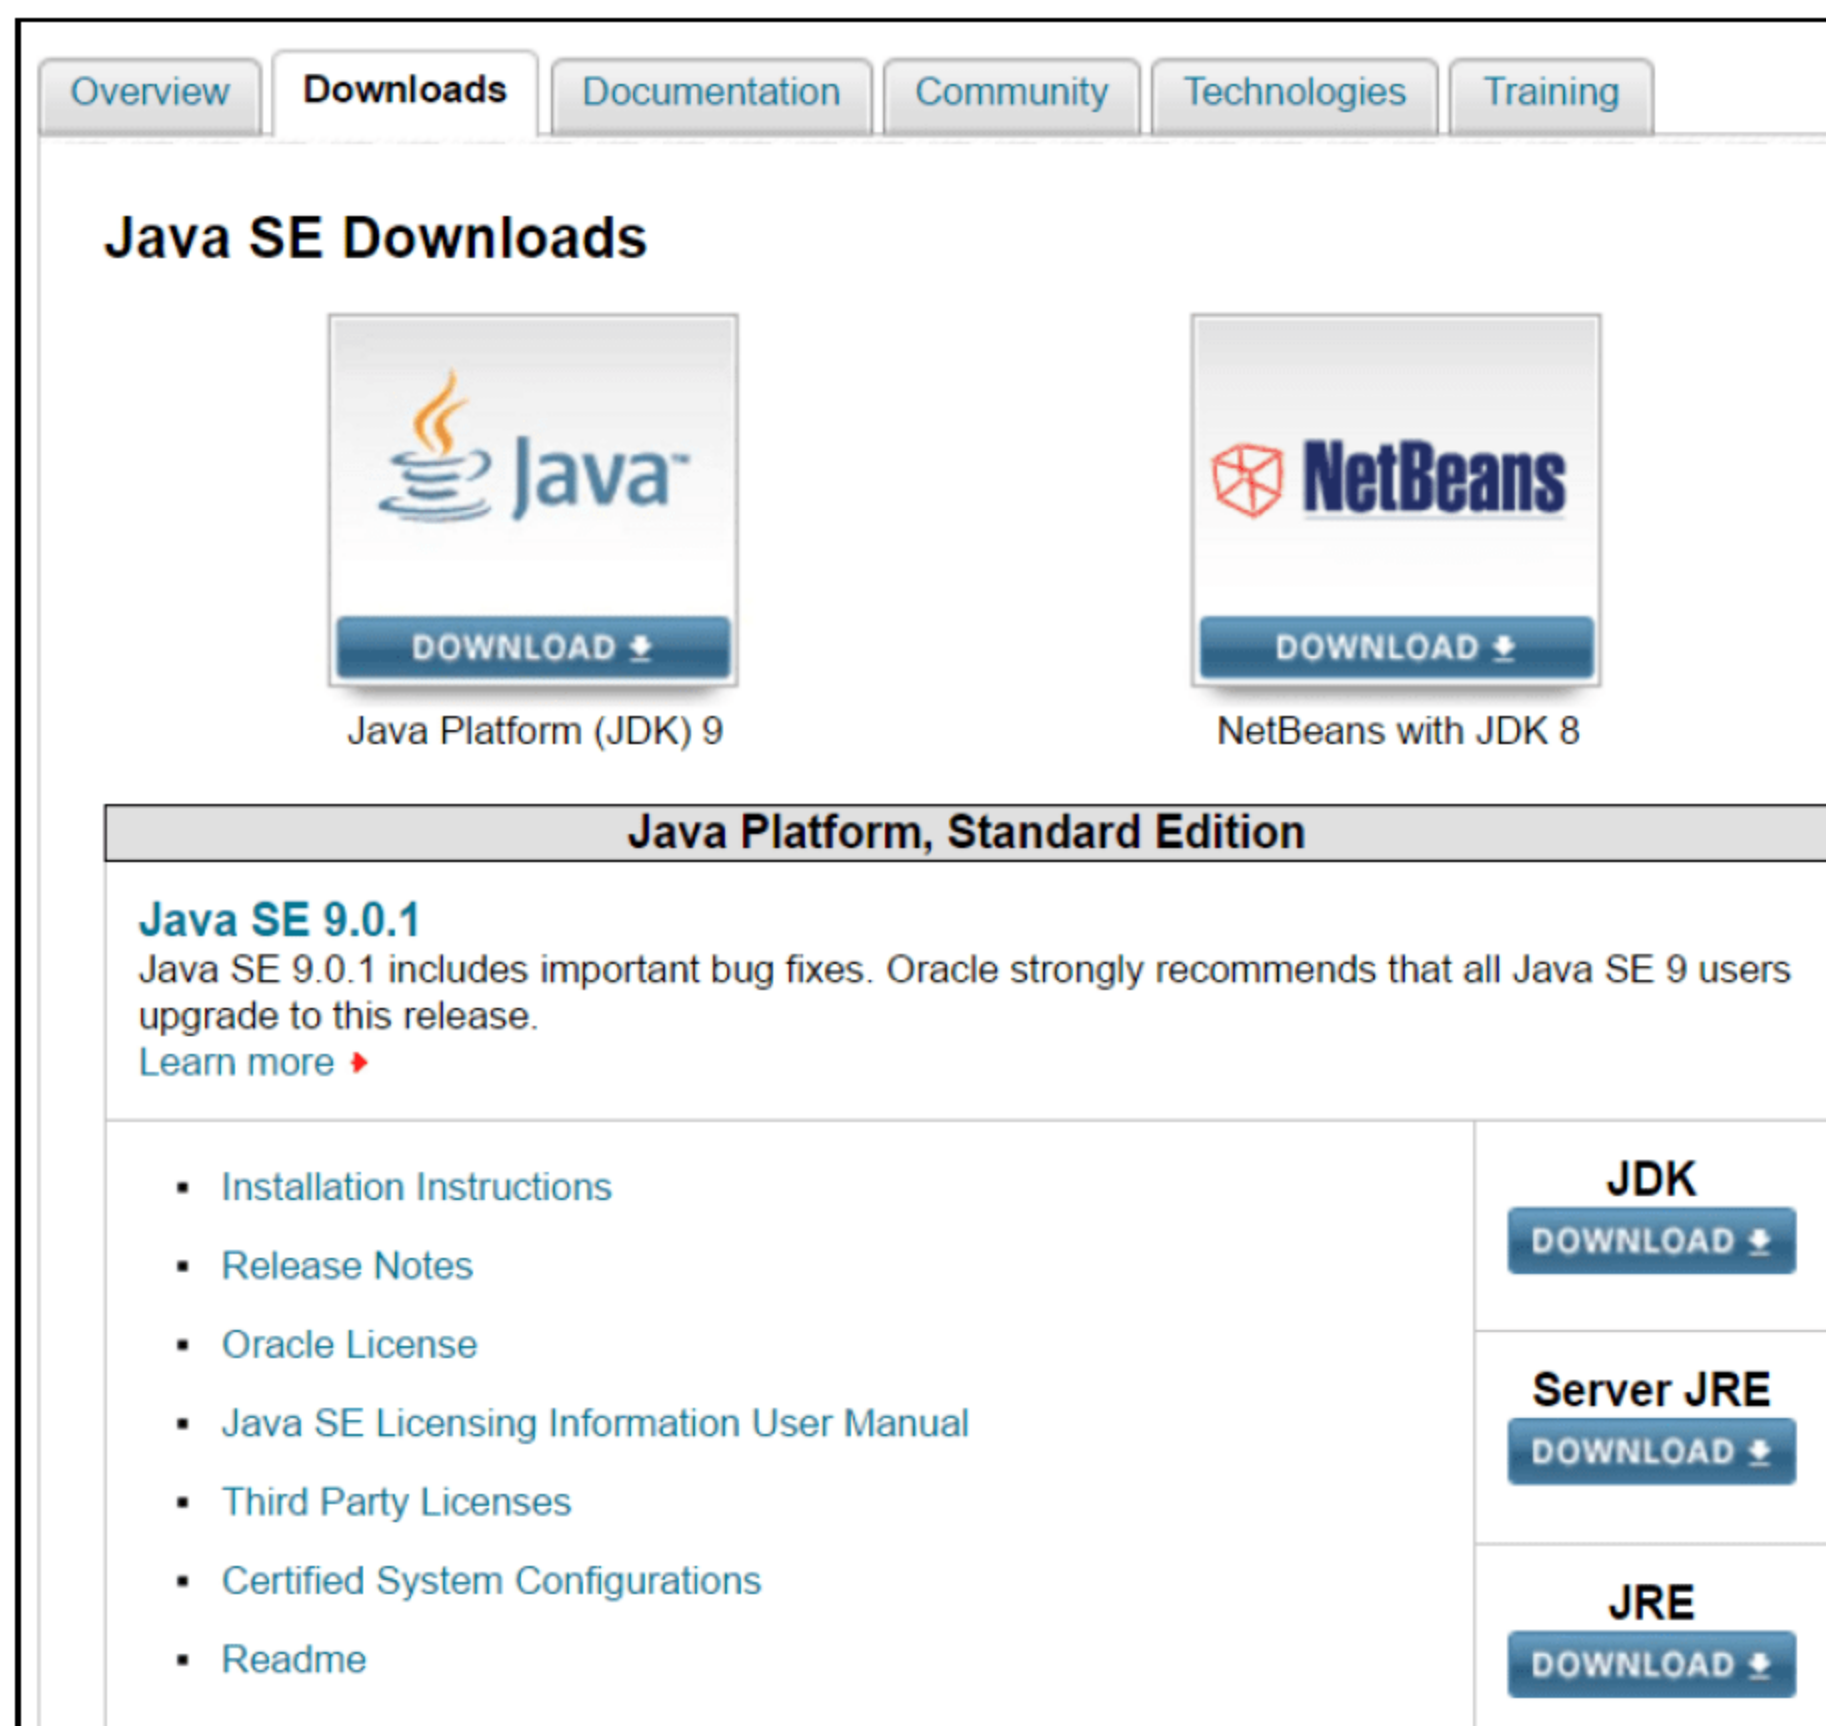 Overview Downloads Documentation Community Technologies Training
Java SE Downloads
Java™ NetBeans
DOWNLOAD DOWNLOAD
Java Platform (JDK) 9 NetBeans with JDK 8
Java Platform, Standard Edition
Java SE 9.0.1
Java SE 9.0.1 includes important bug fixes. Oracle strongly recommends that all Java SE 9 users
upgrade to this release.
Learn more
Installation Instructions
Release Notes
Oracle License
Java SE Licensing Information User Manual
Third Party Licenses
Certified System Configurations
Readme
JDK
DOWNLOAD
Server JRE
DOWNLOAD
JRE
DOWNLOAD